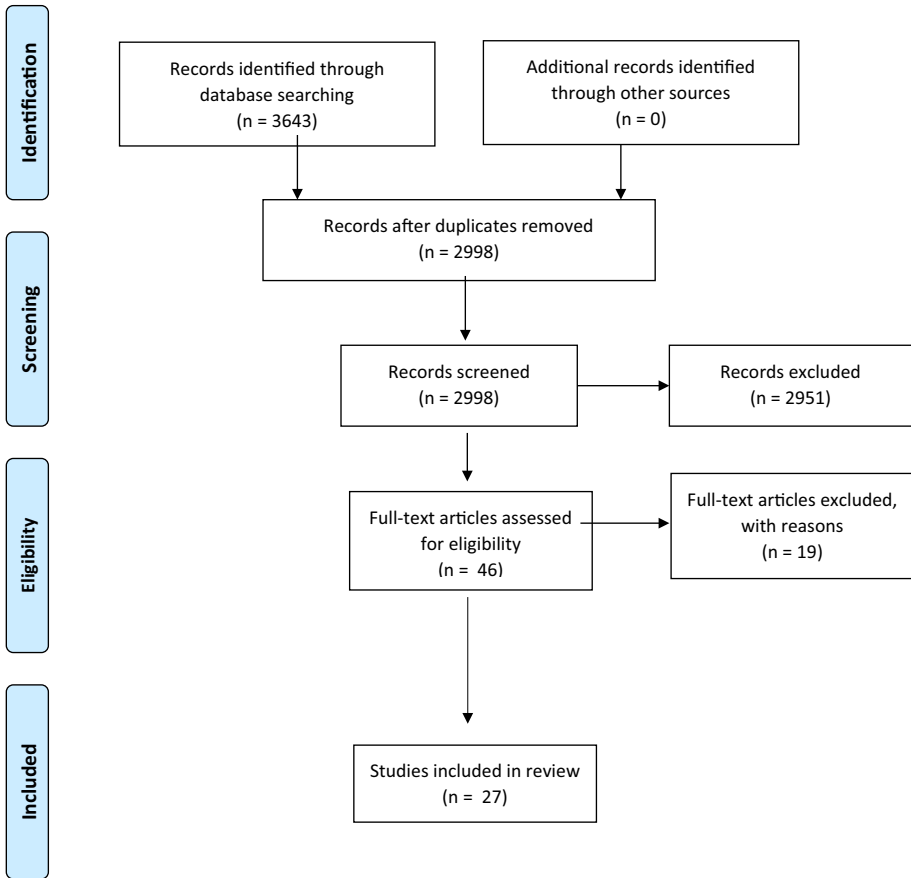 Identification
Records identified through
database searching
(n = 3643)
Additional records identified
through other sources
(n = 0)
Records after duplicates removed
(n = 2998)
Screening
Records screened
(n = 2998)
Records excluded
(n = 2951)
Eligibility
Full-text articles assessed
for eligibility
(n = 46)
Full-text articles excluded,
with reasons
(n = 19)
Included
Studies included in review
(n = 27)